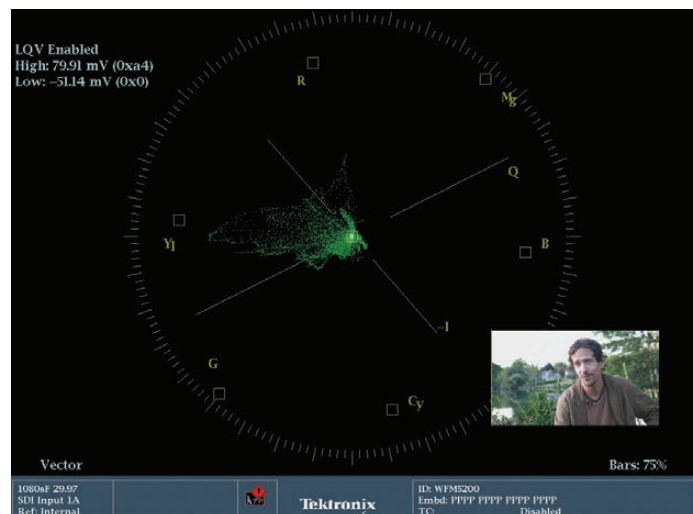 LQV Enabled
High: 79.91 mV (0xa4)
Low: –51.14 mV (0x0)
R
Mg
Q
B
Yl
–I
G
Cy
Vector
Bars: 75%
1080sF 29.97
SDI Input 1A
Ref: Internal
Tektronix
ID: WFM5200
Embd: PPPP PPPP PPPP PPPP
TC: Disabled